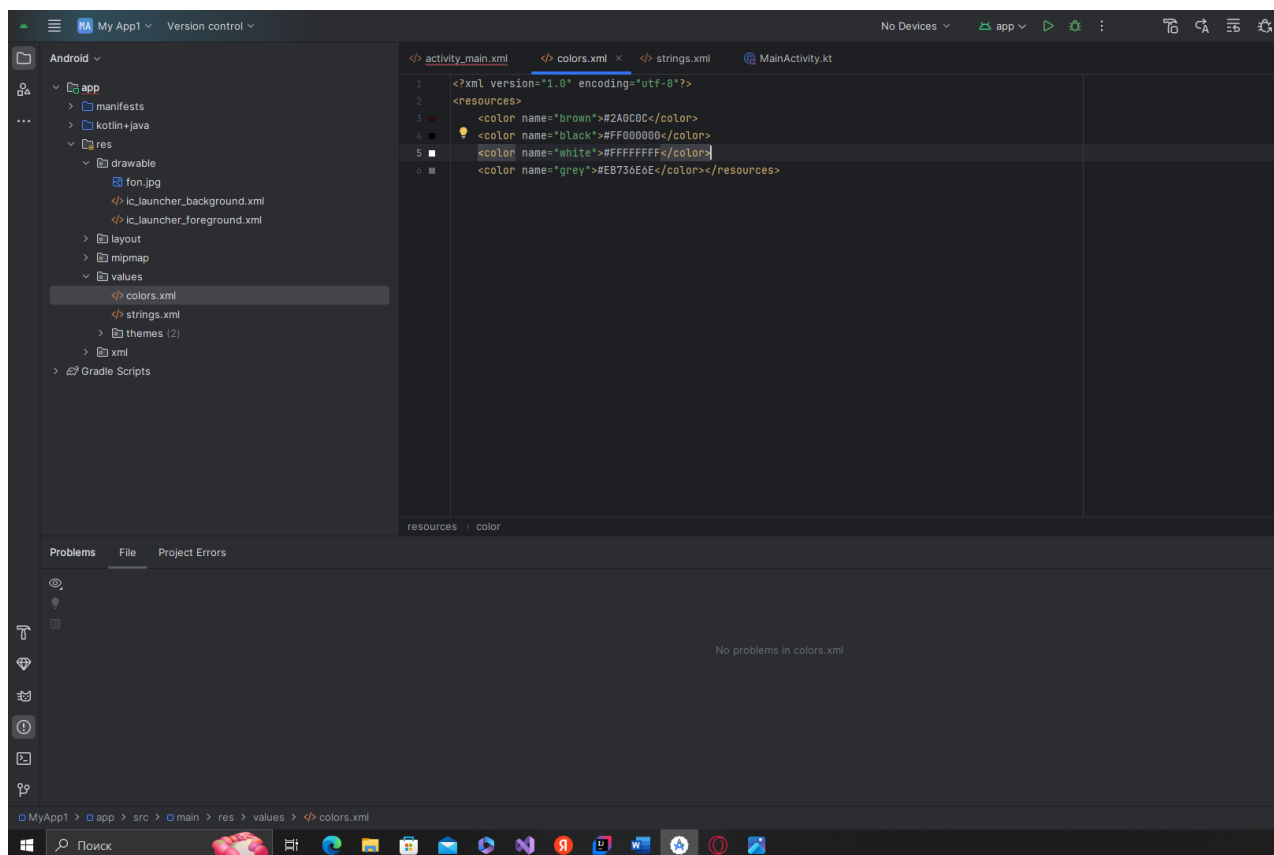 MA My App1 Version control No Devices app
Android
activity_main.xml colors.xml strings.xml MainActivity.kt
app
manifests
kotlin+java
res
drawable
fon.jpg
ic_launcher_background.xml
ic_launcher_foreground.xml
layout
mipmap
values
colors.xml
strings.xml
themes (2)
xml
Gradle Scripts
1 <?xml version="1.0" encoding="utf-8"?>
2 <resources>
3 <color name="brown">#2A0C0C</color>
4 <color name="black">#FF000000</color>
5 <color name="white">#FFFFFFFF</color>
6 <color name="grey">#EB736E6E</color></resources>
resources > color
Problems File Project Errors
No problems in colors.xml
MyApp1 > app > src > main > res > values > colors.xml
Поиск